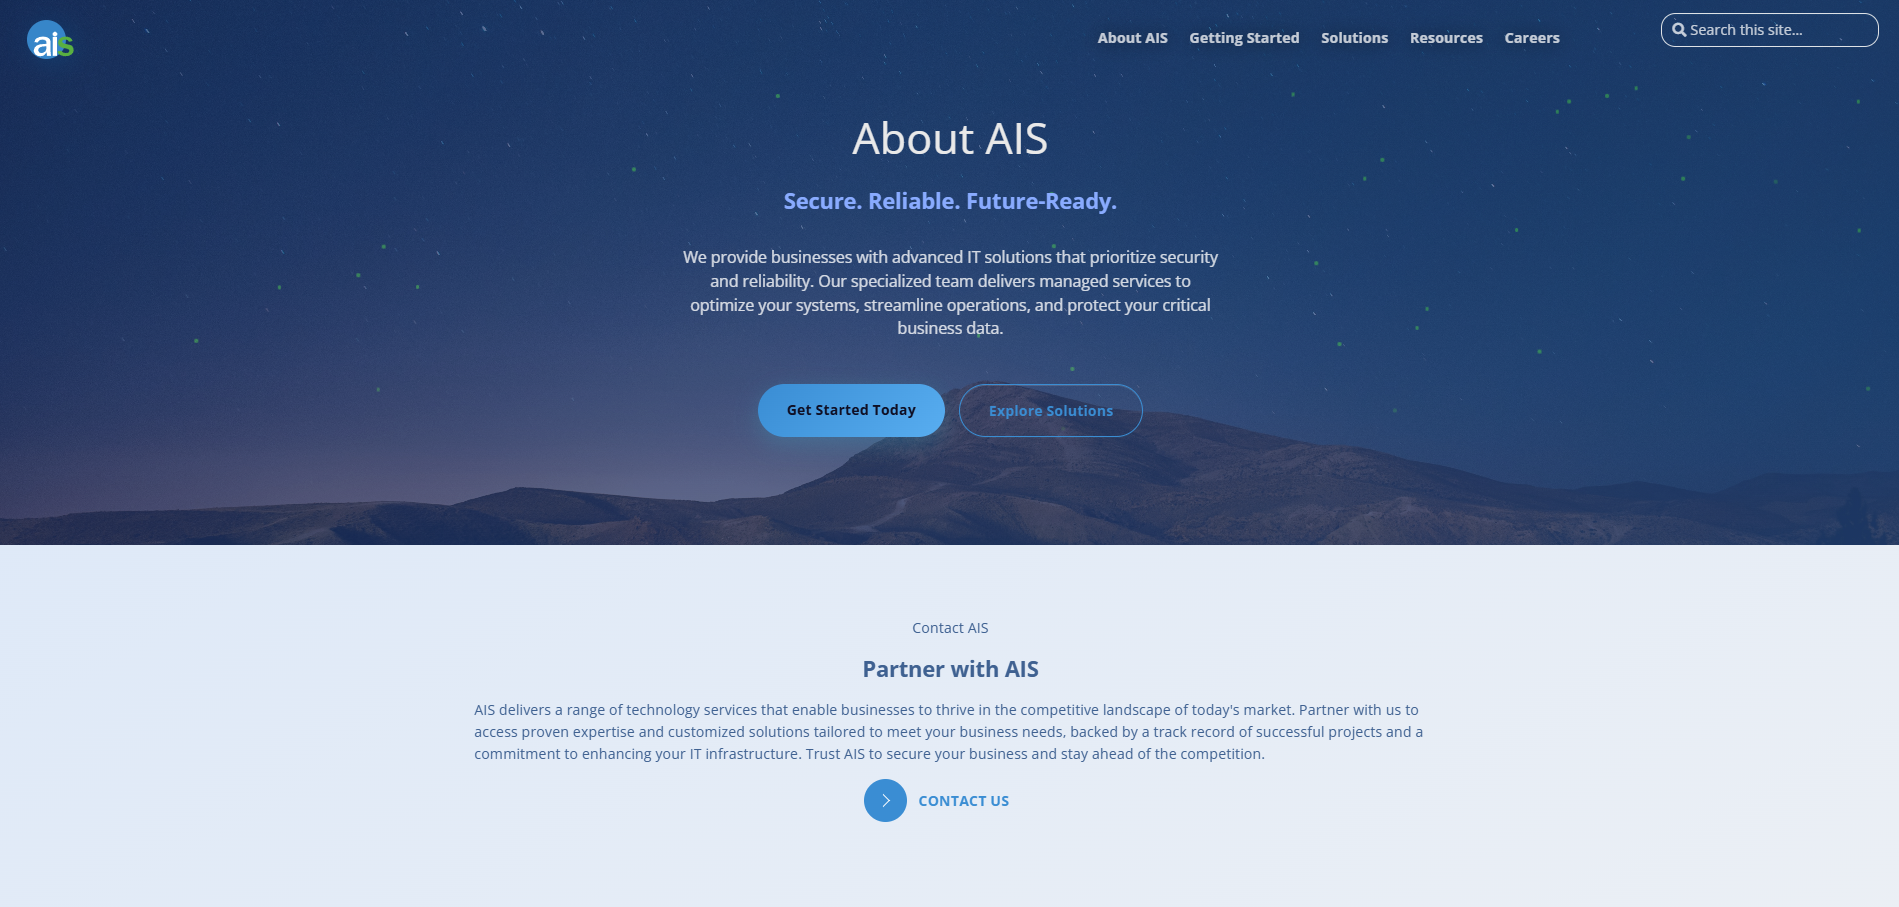 ais
About AIS
Getting Started
Solutions
Resources
Careers
Search this site...
About AIS
Secure. Reliable. Future-Ready.
We provide businesses with advanced IT solutions that prioritize security
and reliability. Our specialized team delivers managed services to
optimize your systems, streamline operations, and protect your critical
business data.
Get Started Today
Explore Solutions
Contact AIS
Partner with AIS
AIS delivers a range of technology services that enable businesses to thrive in the competitive landscape of today's market. Partner with us to
access proven expertise and customized solutions tailored to meet your business needs, backed by a track record of successful projects and a
commitment to enhancing your IT infrastructure. Trust AIS to secure your business and stay ahead of the competition.
CONTACT US